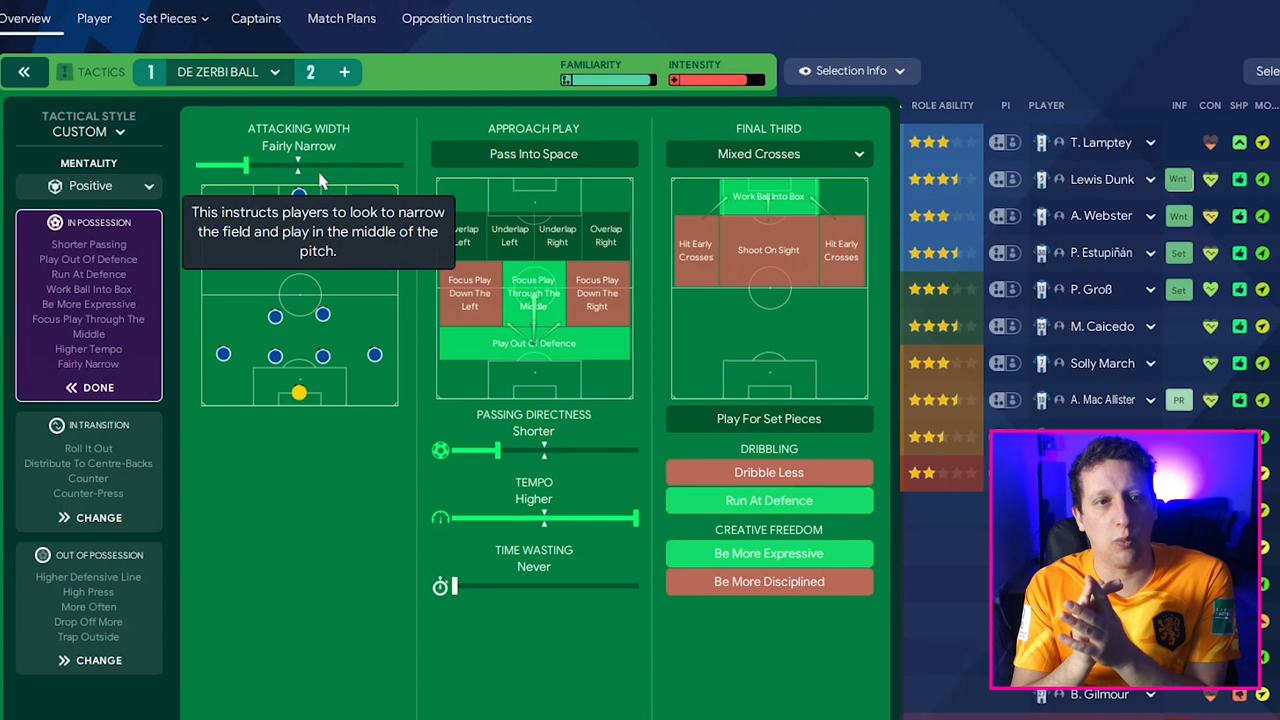 Overview
Player
Set Pieces
Captains
Match Plans
Opposition Instructions
TACTICS
1
DE ZERBI BALL
2
+
FAMILIARITY
INTENSITY
Selection Info
TACTICAL STYLE
CUSTOM
MENTALITY
Positive
IN POSSESSION
Shorter Passing
Play Out Of Defence
Run At Defence
Work Ball Into Box
Be More Expressive
Focus Play Through The
Middle
Higher Tempo
Fairly Narrow
DONE
IN TRANSITION
Roll It Out
Distribute To Centre-Backs
Counter
Counter-Press
CHANGE
OUT OF POSSESSION
Higher Defensive Line
High Press
More Often
Drop Off More
Trap Outside
CHANGE
ATTACKING WIDTH
Fairly Narrow
This instructs players to look to narrow
the field and play in the middle of the
pitch.
APPROACH PLAY
Pass Into Space
Underlap
Left
Underlap
Right
Overlap
Right
Focus Play
Down The
Left
Focus Play
Through The
Middle
Focus Play
Down The
Right
Play Out Of Defence
PASSING DIRECTNESS
Shorter
TEMPO
Higher
TIME WASTING
Never
FINAL THIRD
Mixed Crosses
Work Ball Into Box
Hit Early
Crosses
Shoot On Sight
Hit Early
Crosses
Play For Set Pieces
DRIBBLING
Dribble Less
Run At Defence
CREATIVE FREEDOM
Be More Expressive
Be More Disciplined
ROLE ABILITY
PI
PLAYER
INF
CON
SHP
MO...
T. Lamptey
Lewis Dunk
Wnt
A. Webster
Wnt
P. Estupiñán
Set
P. Groß
Set
M. Caicedo
Solly March
A. Mac Allister
PR
B. Gilmour